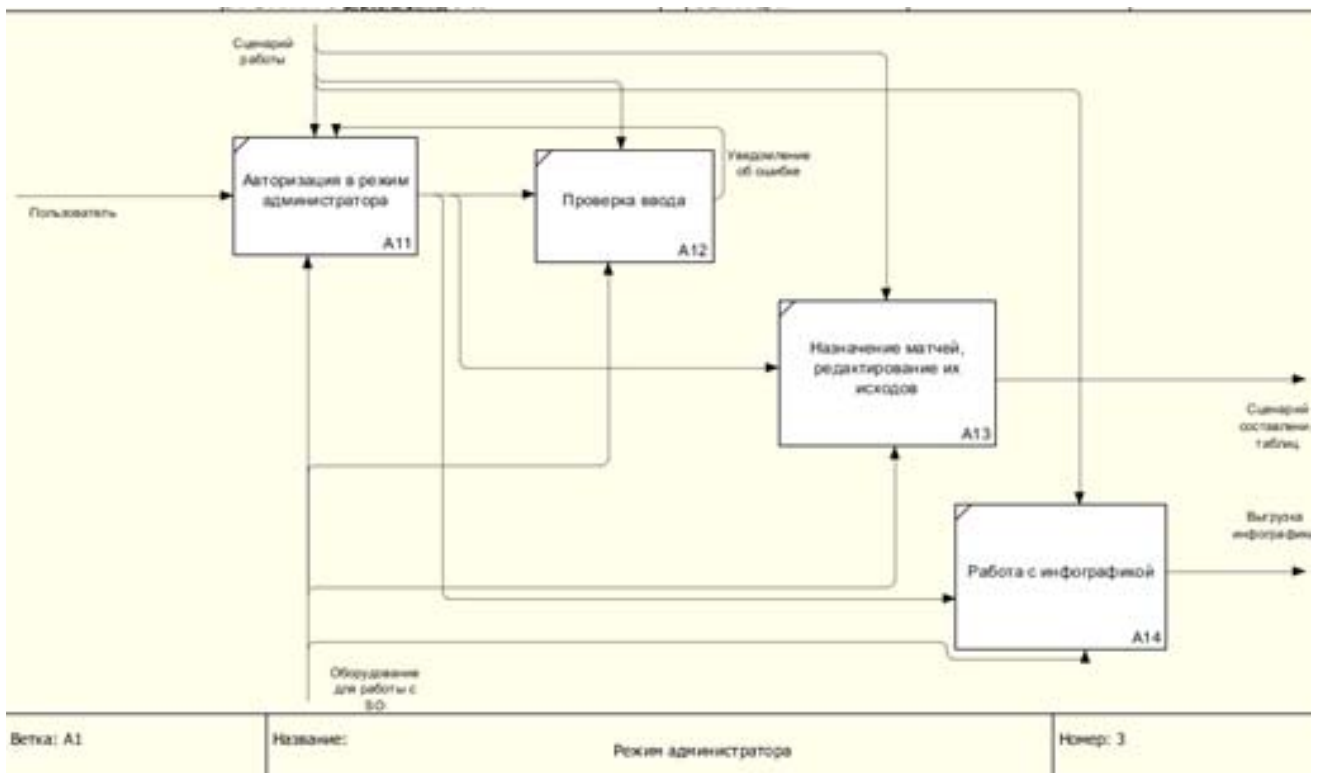 Сценарий
работы
Уведомление
об ошибке
Авторизация в режим
администратора
A11
Проверка ввода
A12
Пользователь
Назначение матчей,
редактирование их
исходов
A13
Сценарий
составлени
таблиц
Выгрузка
инфографик
Работа с инфографикой
A14
Оборудование
для работы с
БО
Ветка: A1
Название:
Режим администратора
Номер: 3